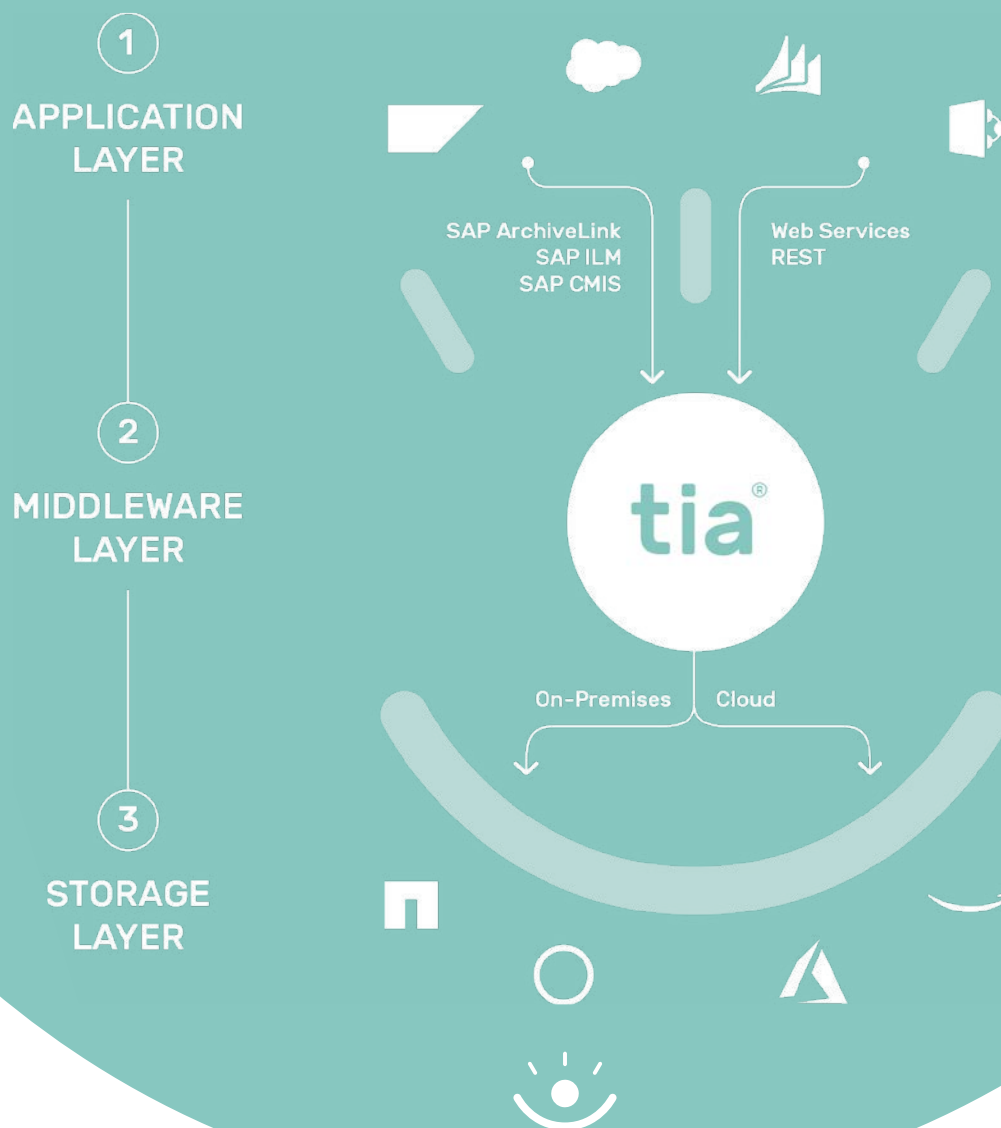 1
APPLICATION
LAYER
SAP ArchiveLink
SAP ILM
SAP CMIS
Web Services
REST
2
MIDDLEWARE
LAYER
tia®
On-Premises
Cloud
3
STORAGE
LAYER